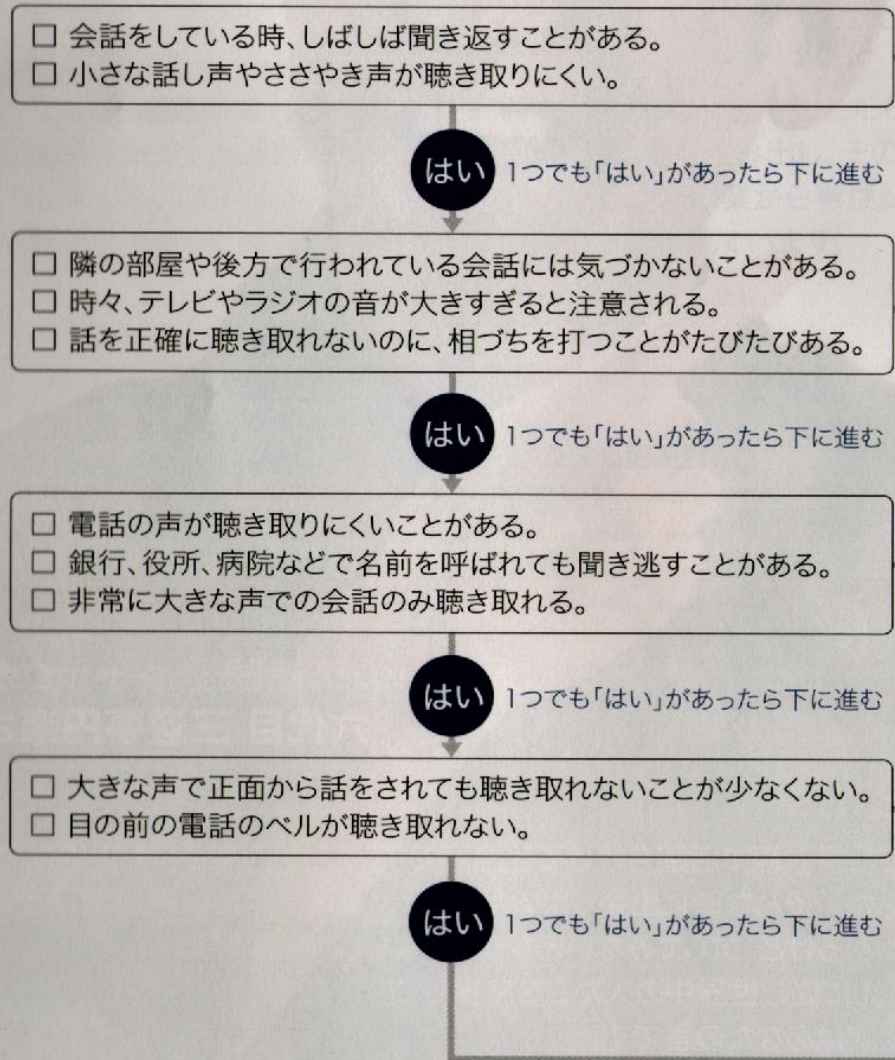 □ 会話をしている時、しばしば聞き返すことがある。
□ 小さな話し声やささやき声が聴き取りにくい。
はい 1つでも「はい」があったら下に進む
□ 隣の部屋や後方で行われている会話には気づかないことがある。
□ 時々、テレビやラジオの音が大きすぎると注意される。
□ 話を正確に聴き取れないのに、相づちを打つことがたびたびある。
はい 1つでも「はい」があったら下に進む
□ 電話の声が聴き取りにくいことがある。
□ 銀行、役所、病院などで名前を呼ばれても聞き逃すことがある。
□ 非常に大きな声での会話のみ聴き取れる。
はい 1つでも「はい」があったら下に進む
□ 大きな声で正面から話をされても聴き取れないことが少なくない。
□ 目の前の電話のベルが聴き取れない。
はい 1つでも「はい」があったら下に進む